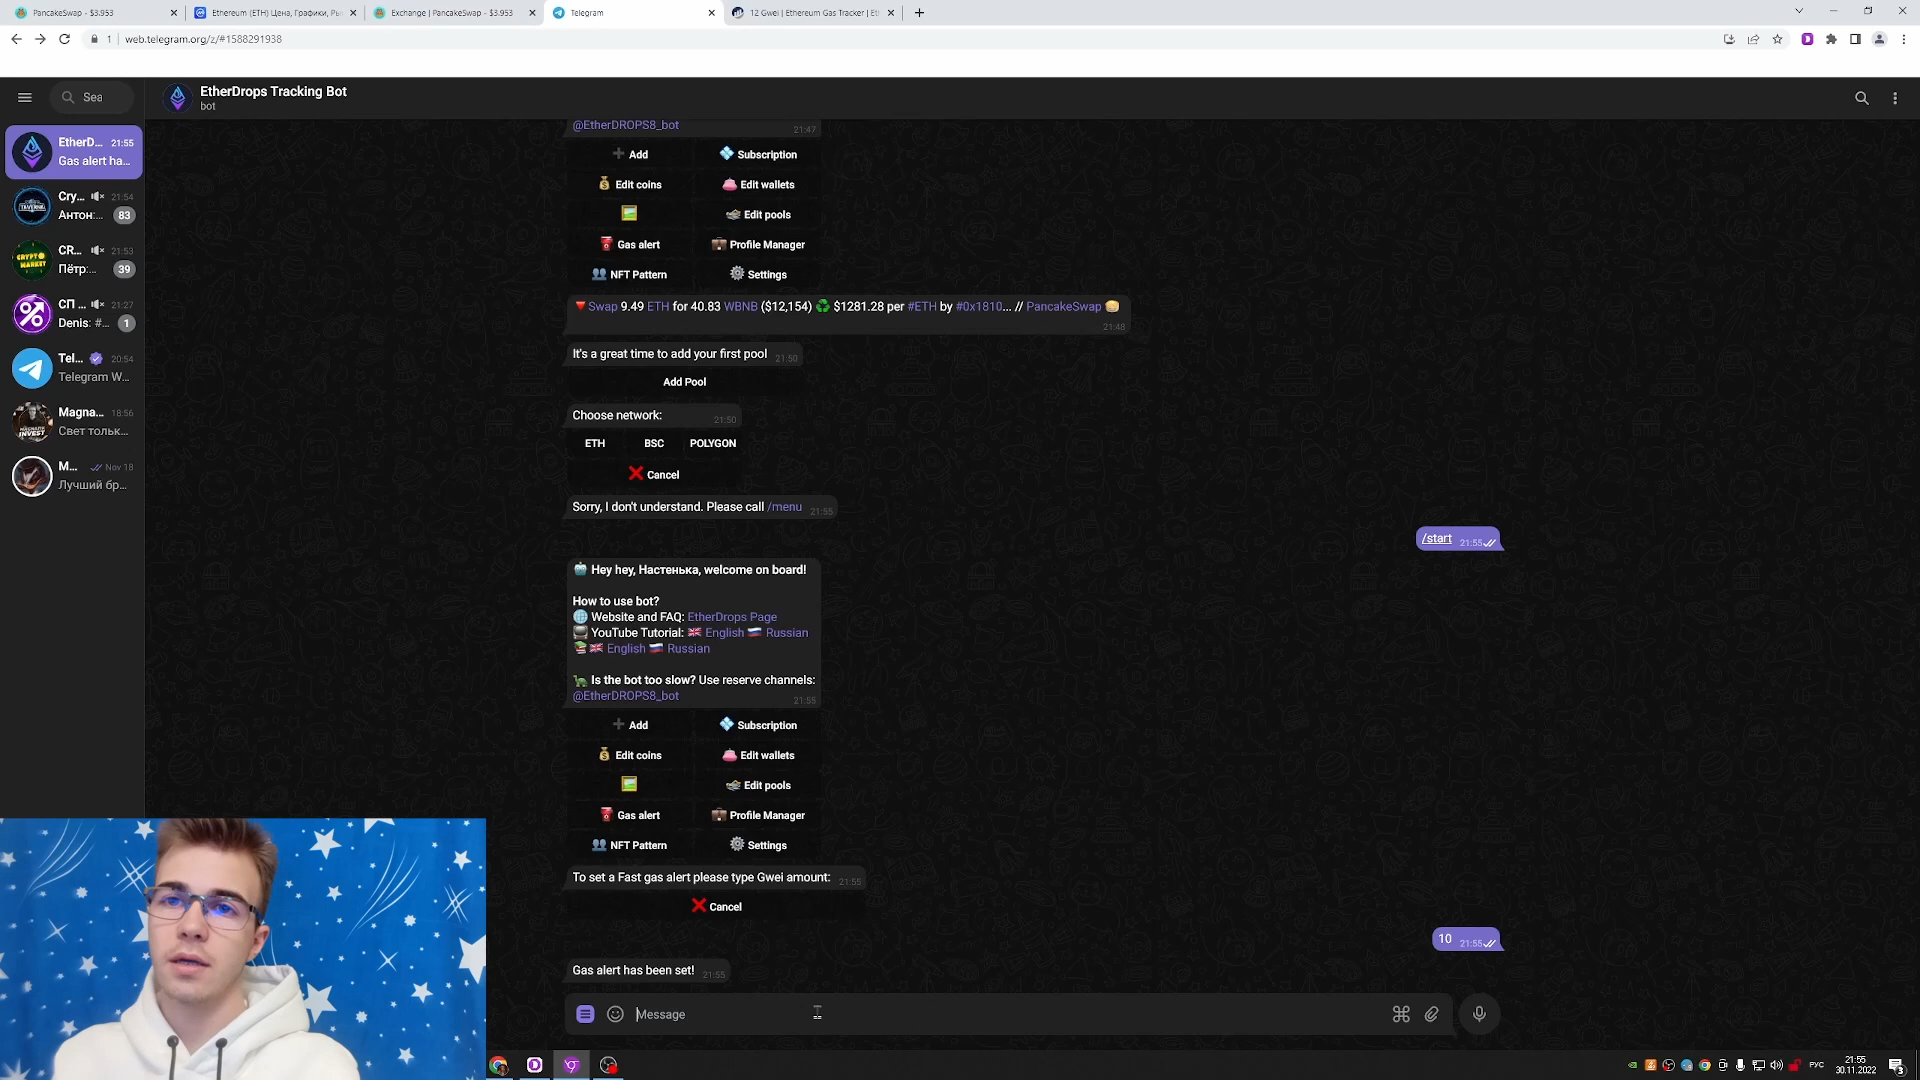 PancakeSwap - $3.953
Ethereum (ETH) Цена, Графики, Ры
Exchange | PancakeSwap - $3.953
Telegram
12 Gwei | Ethereum Gas Tracker | Et
web.telegram.org/z/#1588291938
Sea
EtherDrops Tracking Bot
bot
EtherD... 21:55
Gas alert ha...
Cry... 21:54
Антон:... 83
CR... 21:53
Пётр:... 39
СП ... 21:27
Denis: #... 1
Tel... 20:54
Telegram W...
Magna... 18:56
Свет тольк...
M... Nov 18
Лучший бр...
CRYPTO MARKET
@EtherDROPS8_bot 21:47
Add Subscription
Edit coins Edit wallets
Edit pools
Gas alert Profile Manager
NFT Pattern Settings
Swap 9.49 ETH for 40.83 WBNB ($12,154) $1281.28 per #ETH by #0x1810... // PancakeSwap
21:48
It's a great time to add your first pool 21:50
Add Pool
Choose network: 21:50
ETH BSC POLYGON
Cancel
Sorry, I don't understand. Please call /menu 21:55
/start 21:55
Hey hey, Настенька, welcome on board!
How to use bot?
Website and FAQ: EtherDrops Page
YouTube Tutorial: English Russian
English Russian
Is the bot too slow? Use reserve channels:
@EtherDROPS8_bot 21:55
Add Subscription
Edit coins Edit wallets
Edit pools
Gas alert Profile Manager
NFT Pattern Settings
To set a Fast gas alert please type Gwei amount: 21:55
Cancel
10 21:55
Gas alert has been set! 21:55
Message
РУС
21:55
30.11.2022
3